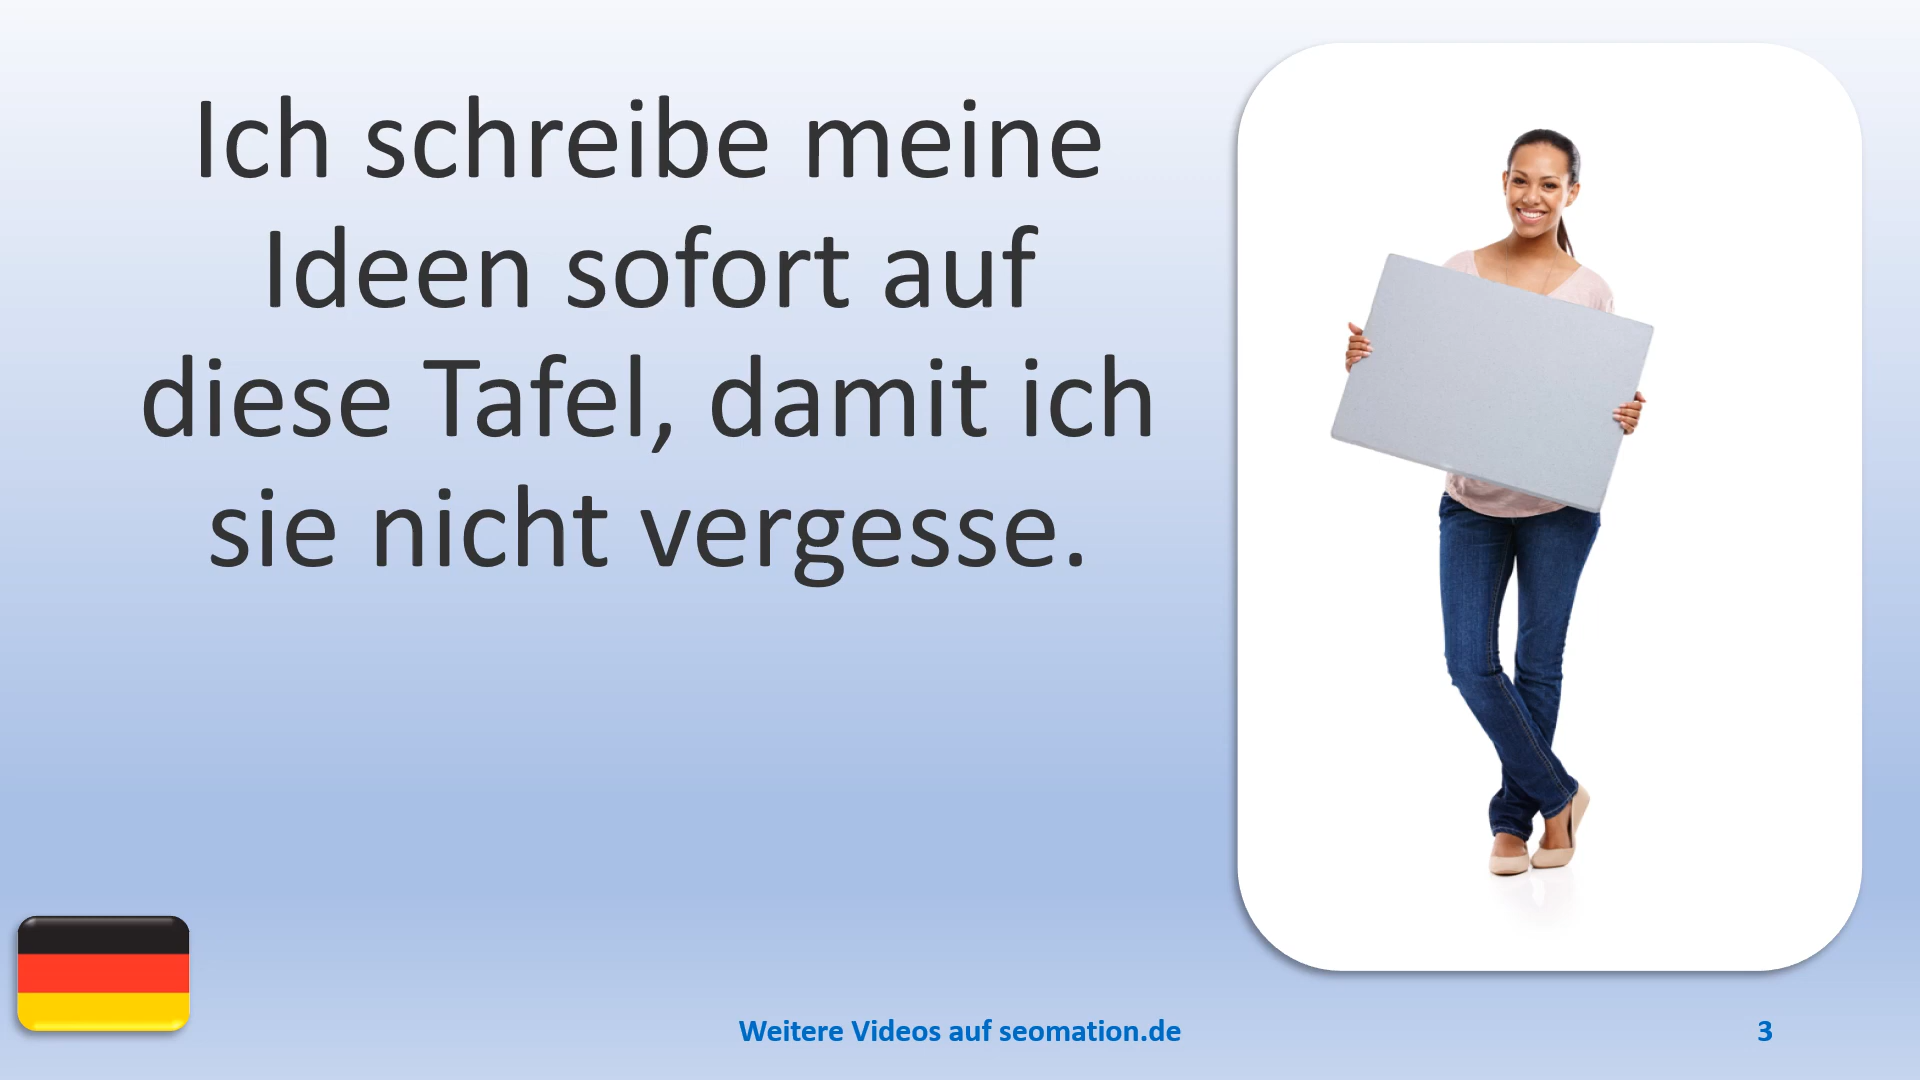 Ich schreibe meine
Ideen sofort auf
diese Tafel, damit ich
sie nicht vergesse.
Weitere Videos auf seomation.de
3